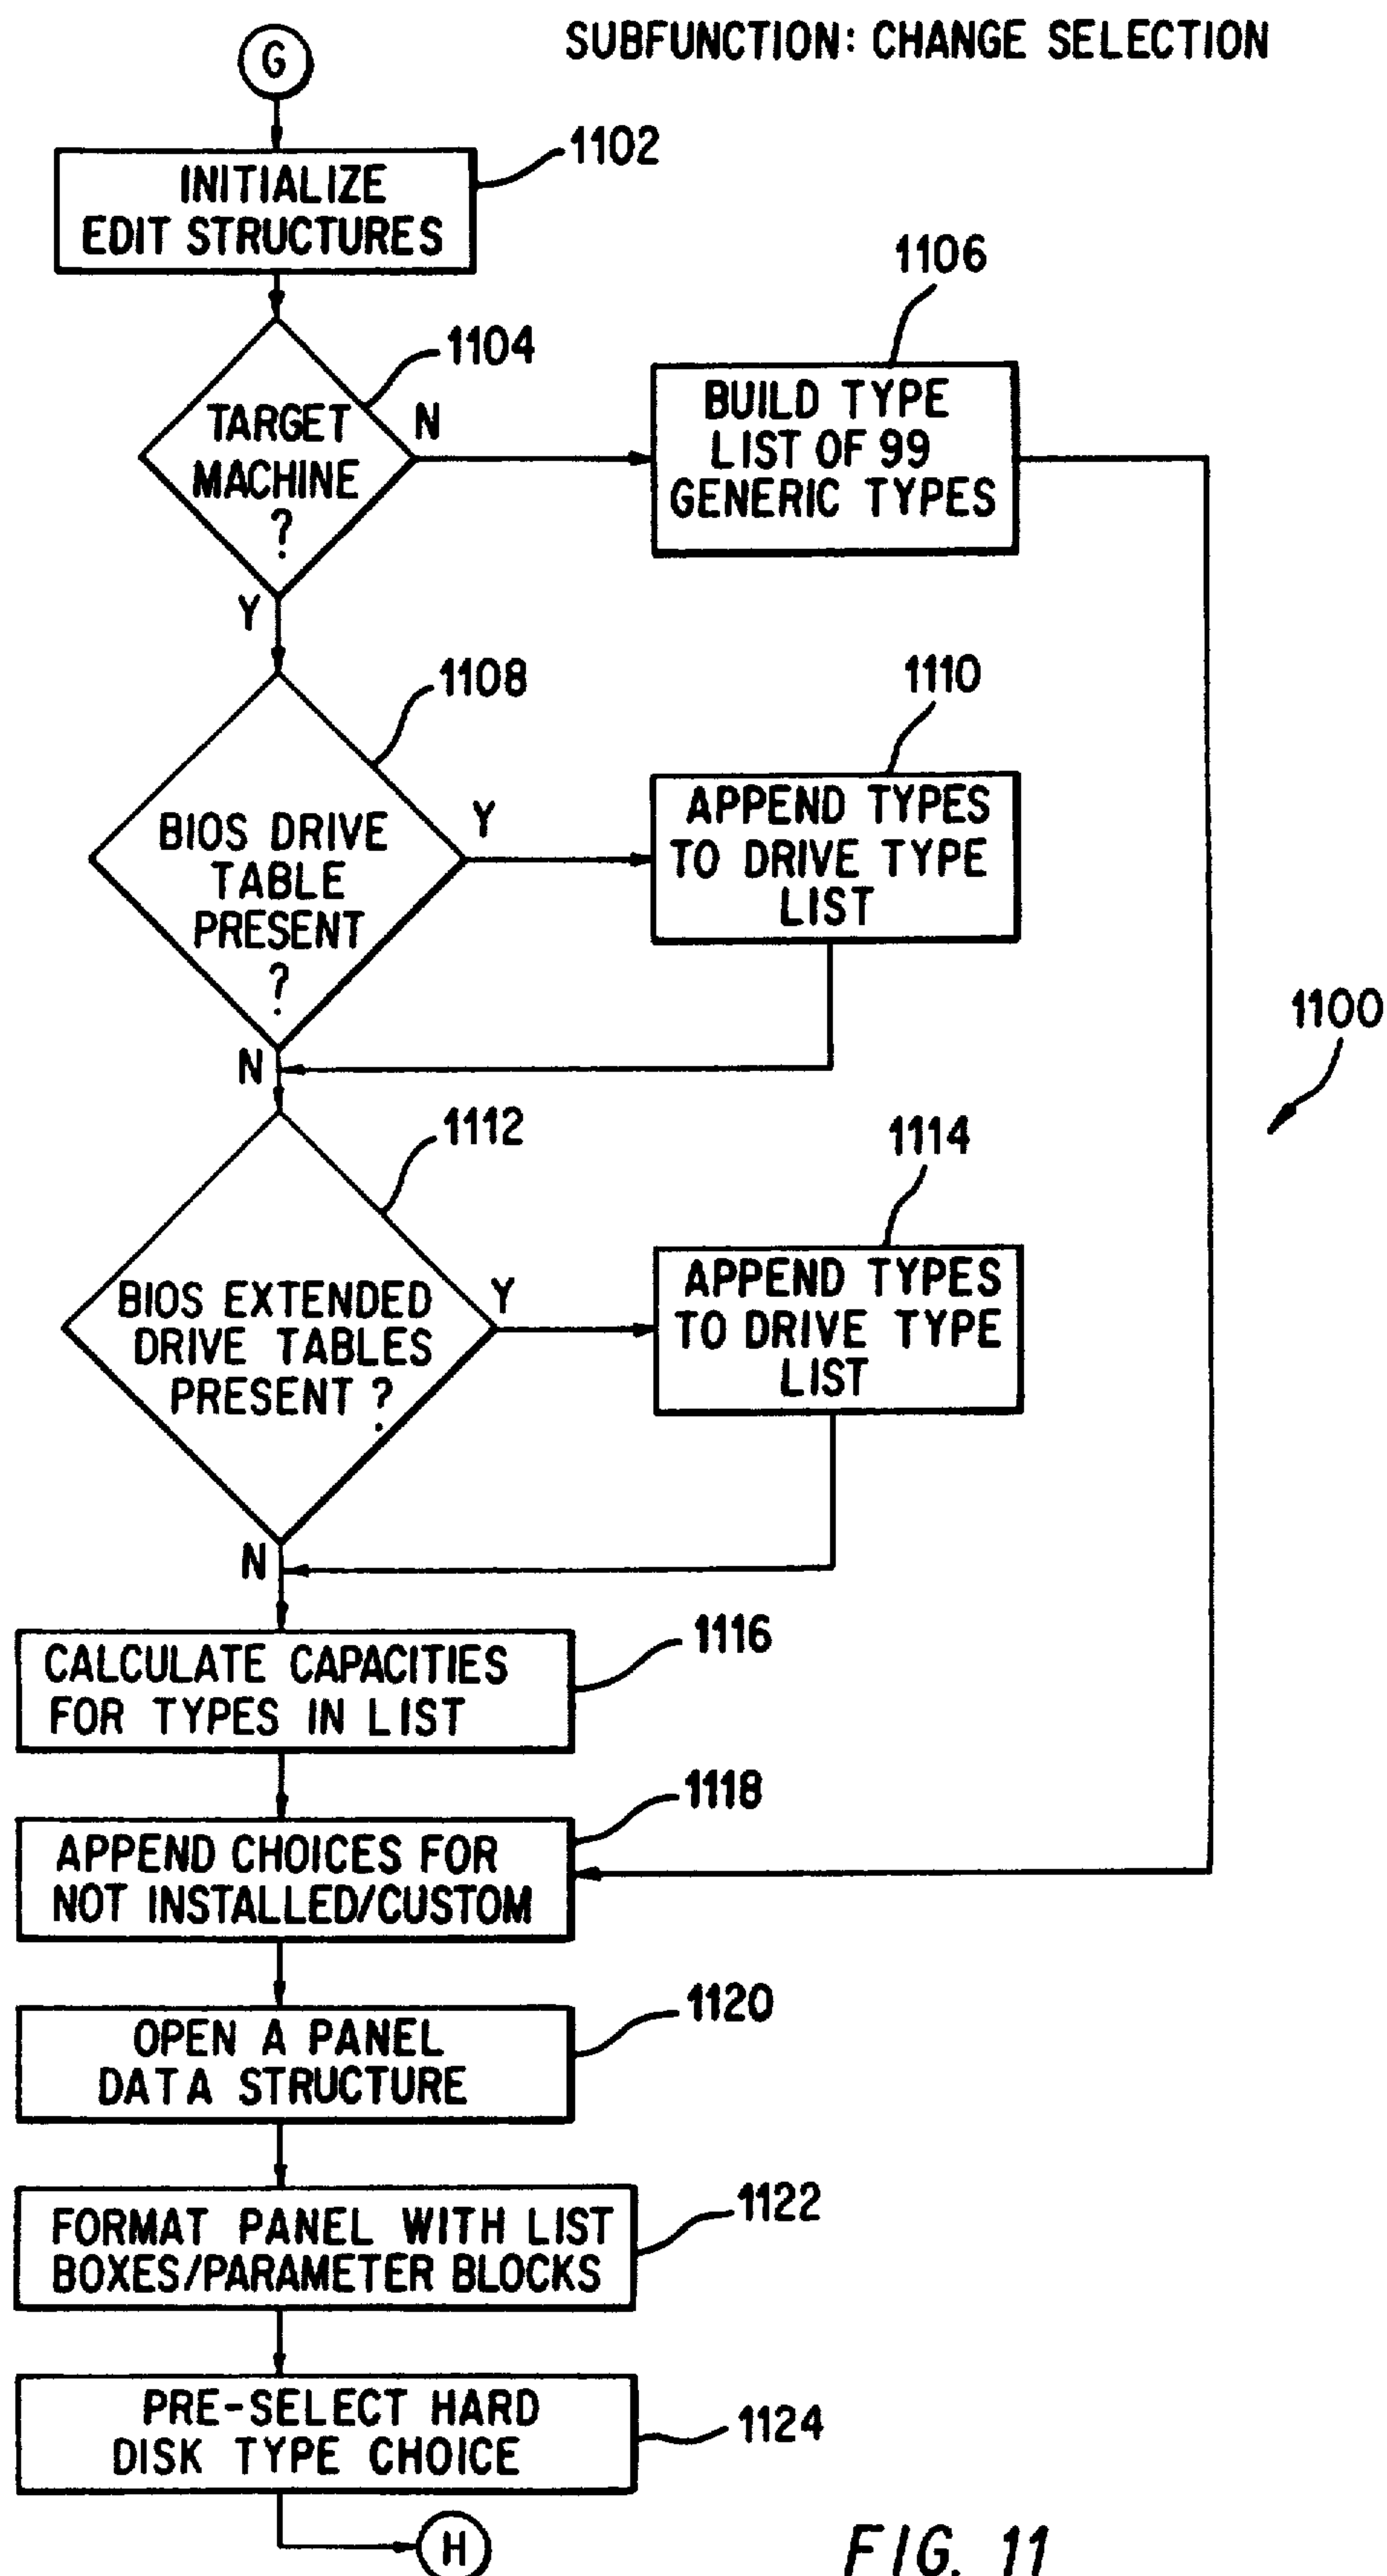 SUBFUNCTION: CHANGE SELECTION
G
1102
INITIALIZE
EDIT STRUCTURES
1104
TARGET
MACHINE
?
N
Y
1106
BUILD TYPE
LIST OF 99
GENERIC TYPES
1108
BIOS DRIVE
TABLE
PRESENT
?
Y
N
1110
APPEND TYPES
TO DRIVE TYPE
LIST
1100
1112
BIOS EXTENDED
DRIVE TABLES
PRESENT ?
Y
N
1114
APPEND TYPES
TO DRIVE TYPE
LIST
1116
CALCULATE CAPACITIES
FOR TYPES IN LIST
1118
APPEND CHOICES FOR
NOT INSTALLED/CUSTOM
1120
OPEN A PANEL
DATA STRUCTURE
1122
FORMAT PANEL WITH LIST
BOXES/PARAMETER BLOCKS
1124
PRE-SELECT HARD
DISK TYPE CHOICE
H
FIG. 11